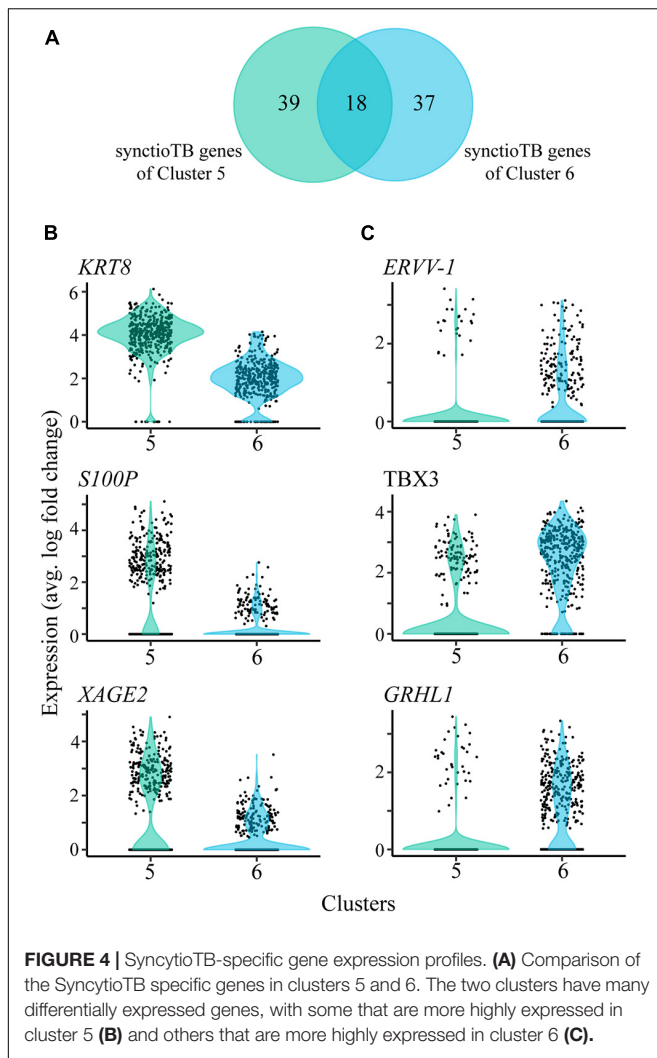 A
39
18
37
synctioTB genes
of Cluster 5
synctioTB genes
of Cluster 6
B
C
KRT8
6
4
2
0
5
6
ERVV-1
2
0
5
6
S100P
4
2
0
5
6
TBX3
4
2
0
5
6
XAGE2
4
2
0
5
6
GRHL1
2
0
5
6
Expression (avg. log fold change)
Clusters
FIGURE 4 | SyncytioTB-specific gene expression profiles. (A) Comparison of
the SyncytioTB specific genes in clusters 5 and 6. The two clusters have many
differentially expressed genes, with some that are more highly expressed in
cluster 5 (B) and others that are more highly expressed in cluster 6 (C).